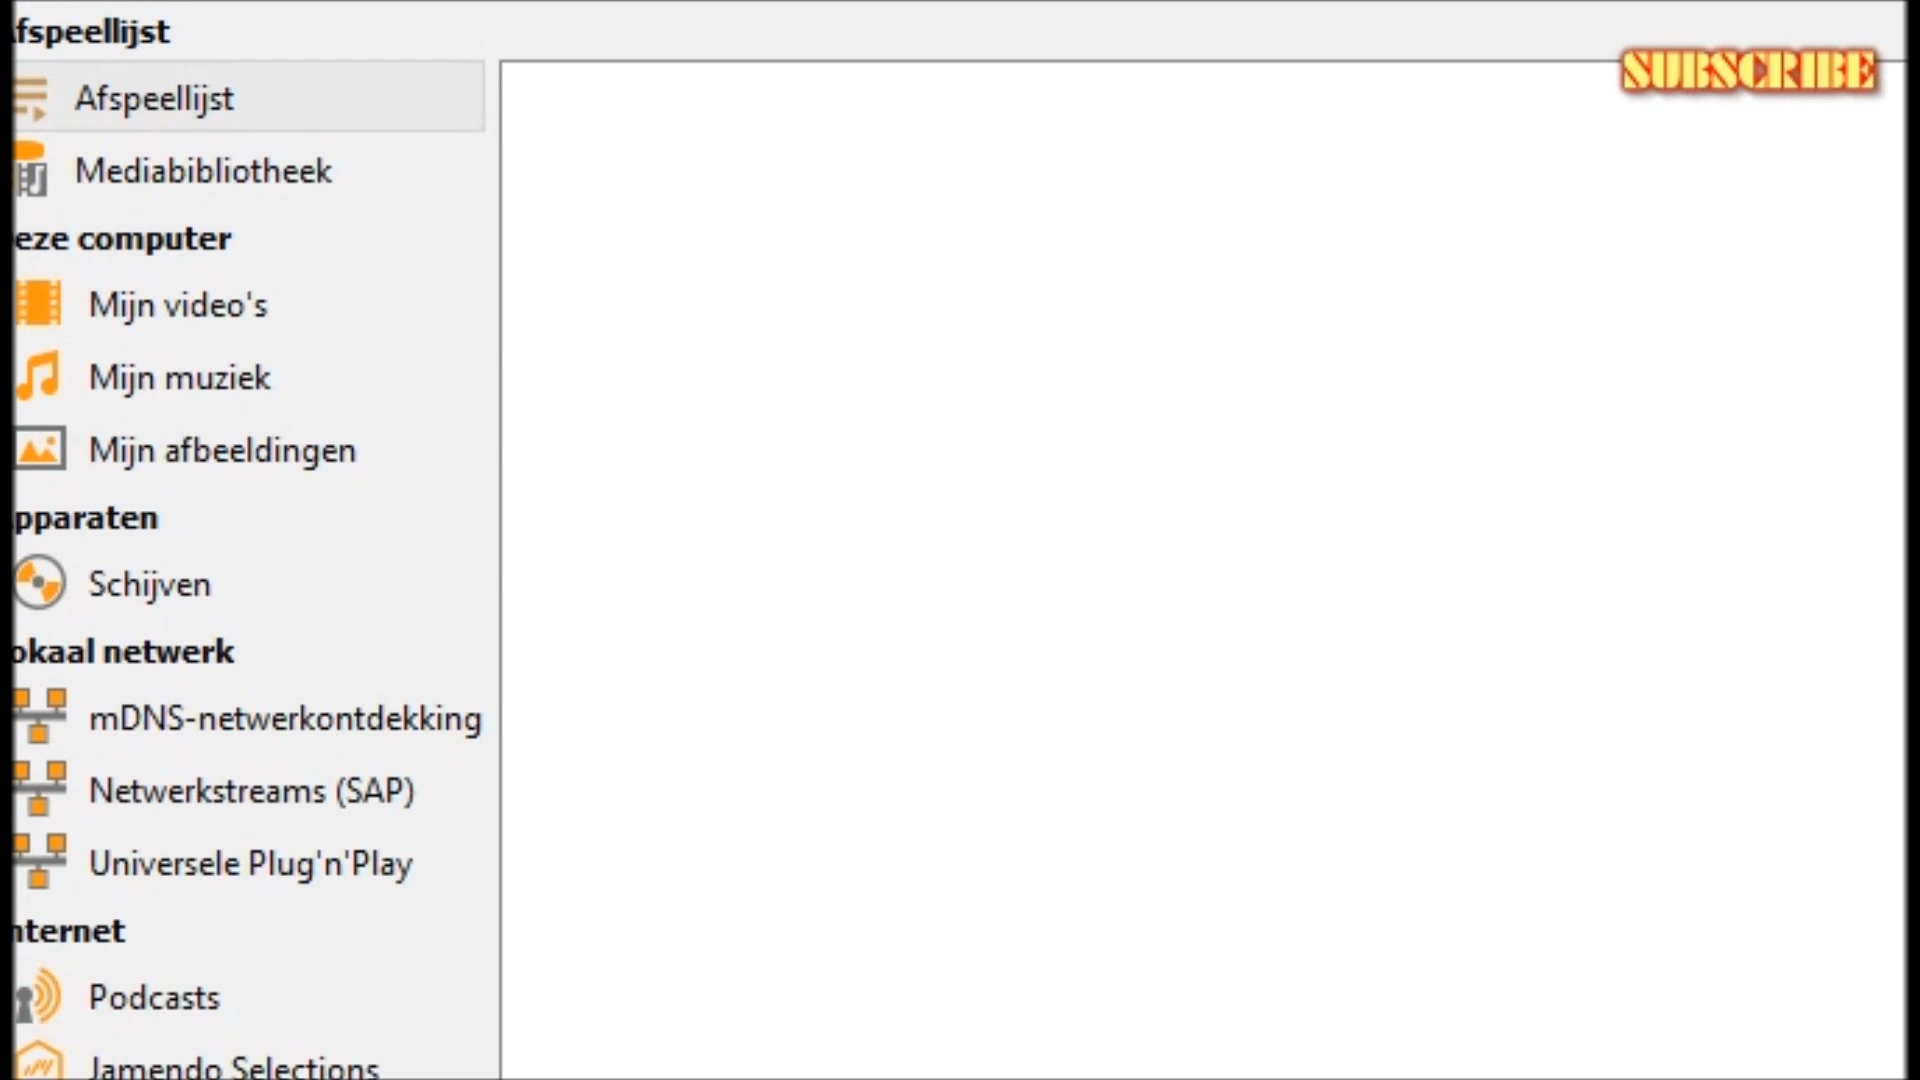 fspeellijst
SUBSCRIBE
Afspeellijst
Mediabibliotheek
eze computer
Mijn video's
Mijn muziek
Mijn afbeeldingen
pparaten
Schijven
okaal netwerk
mDNS-netwerkontdekking
Netwerkstreams (SAP)
Universele Plug'n'Play
nternet
Podcasts
Jamendo Selections